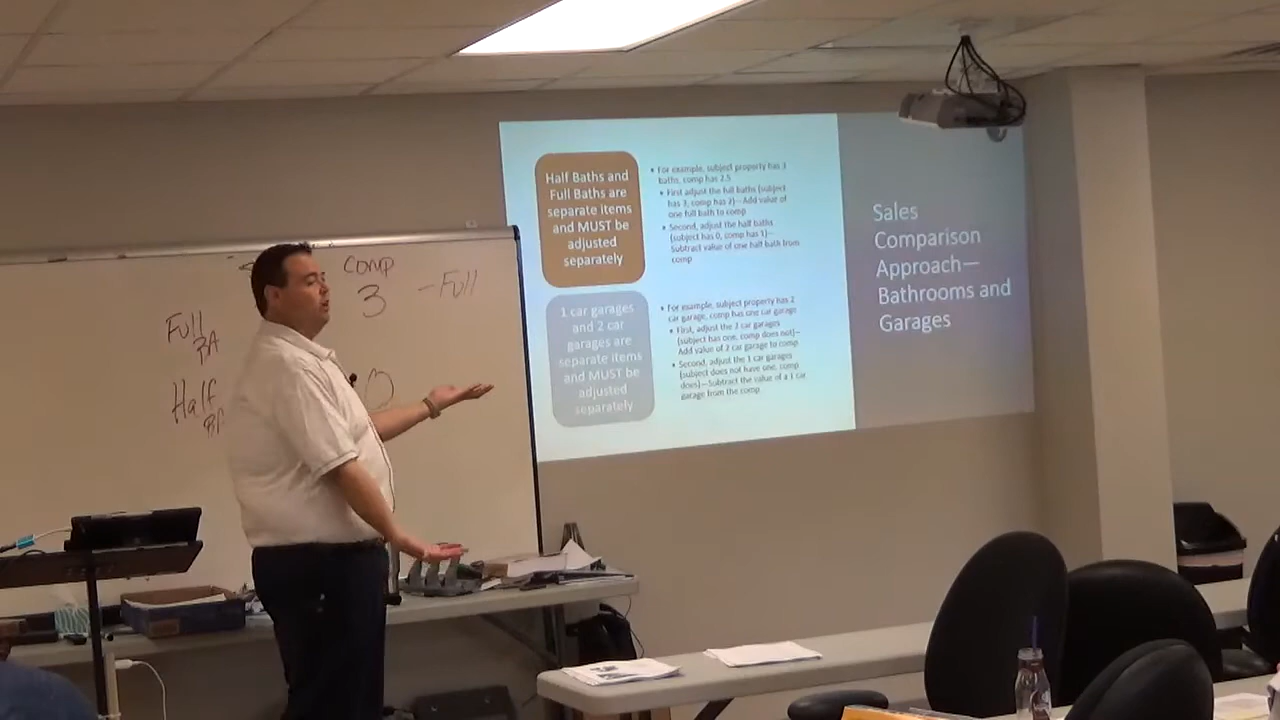 comp
3
- Full
Full
BA
Half
0
Half Baths and
Full Baths are
separate items
and MUST be
adjusted
separately
• For example, subject property has 3
baths, comp has 2.5
• First adjust the full baths (subject
has 3, comp has 2)—Add value of
one full bath to comp
• Second, adjust the half baths
(subject has 0, comp has 1)—
Subtract value of one half bath from
comp
1 car garages
and 2 car
garages are
separate items
and MUST be
adjusted
separately
• For example, subject property has 2
car garage, comp has one car garage
• First, adjust the 2 car garages
(subject has one, comp does not)—
Add value of 2 car garage to comp
• Second, adjust the 1 car garages
(subject does not have one, comp
does)—Subtract the value of a 1 car
garage from the comp
Sales
Comparison
Approach—
Bathrooms and
Garages